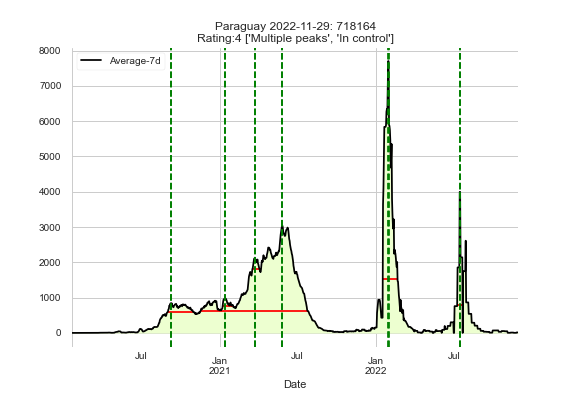 Paraguay 2022-11-29: 718164
Rating:4 ['Multiple peaks', 'In control']
8000
7000
6000
5000
4000
3000
2000
1000
0
Average-7d
Jul
Jan
2021
Jul
Jan
2022
Jul
Date